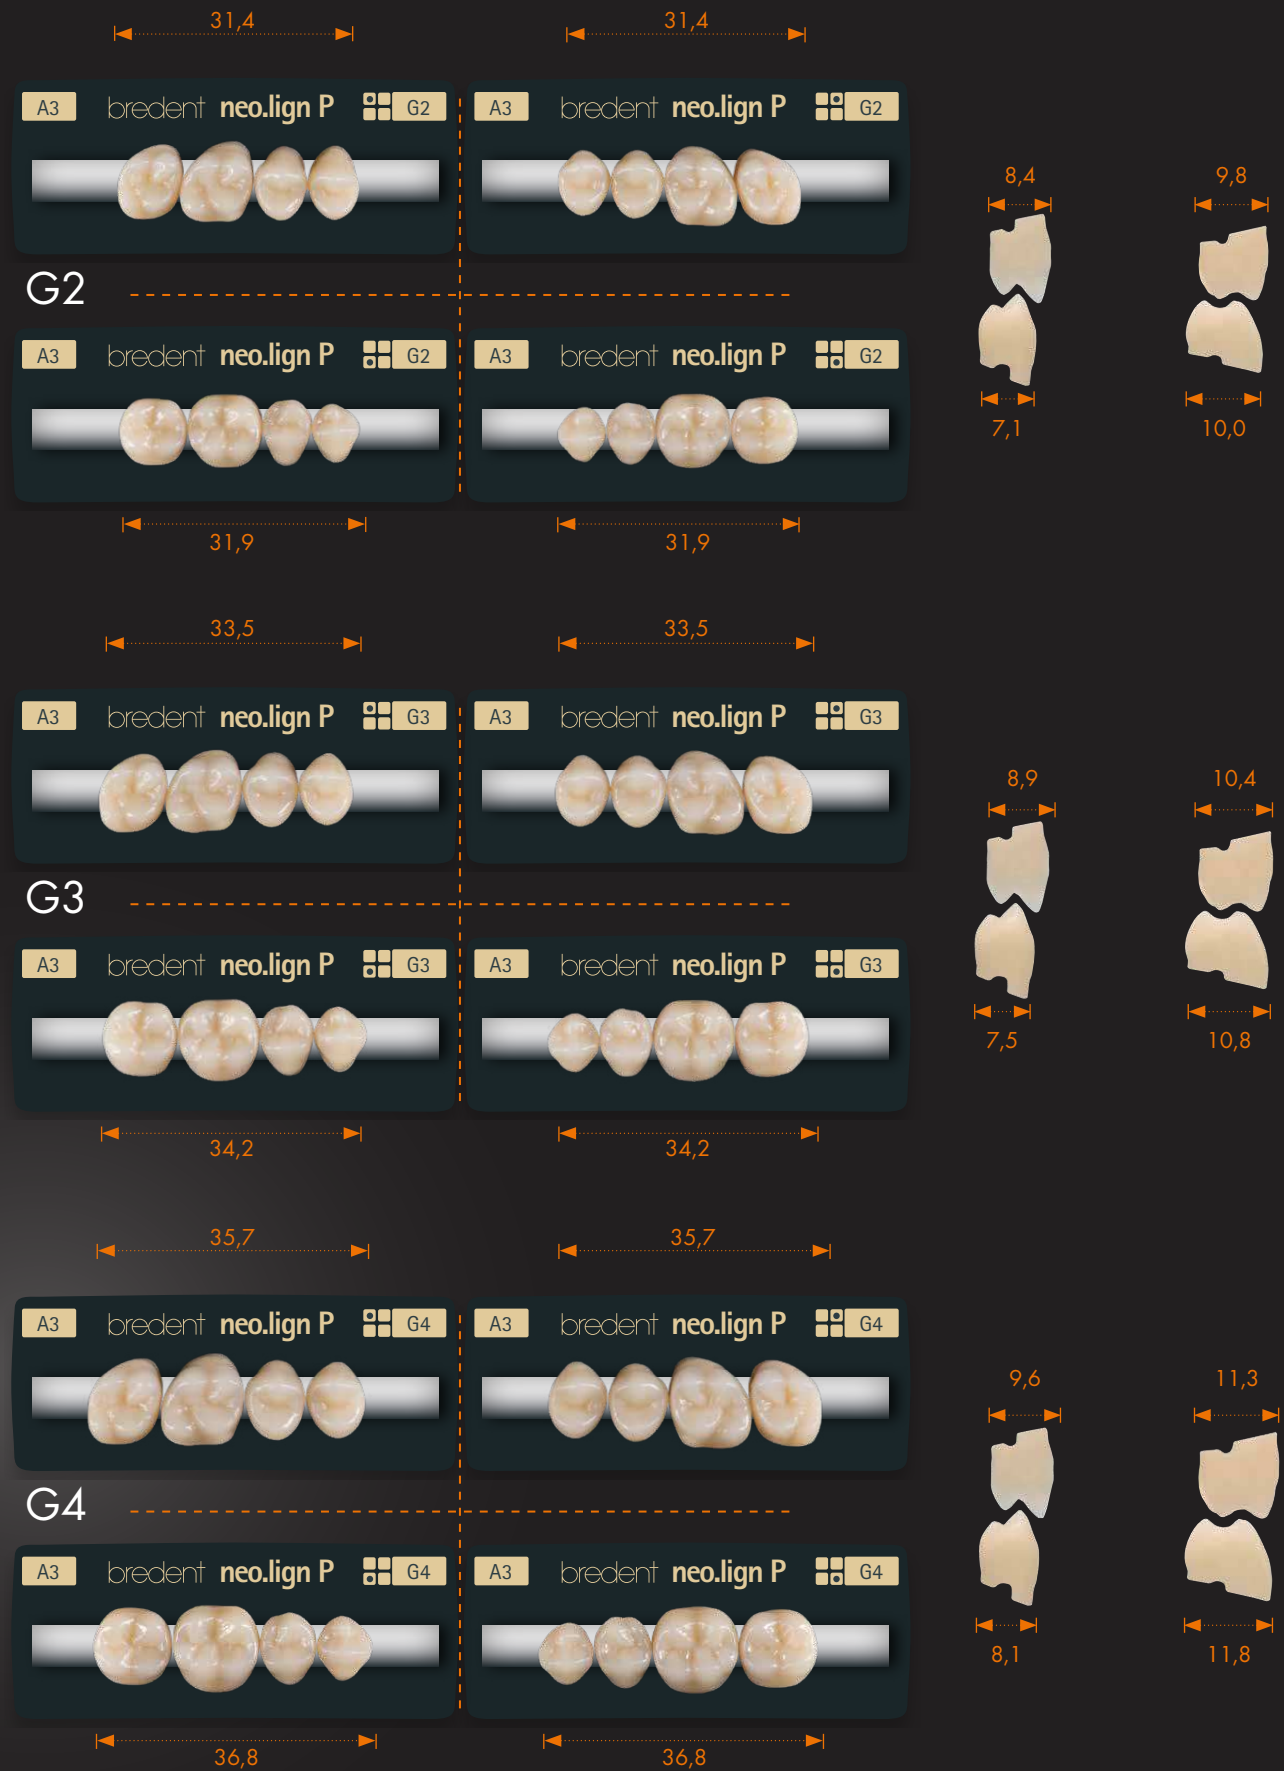 31,4 31,4
A3 bredent neo.lign P G2 A3 bredent neo.lign P G2
8,4 9,8
G2
A3 bredent neo.lign P G2 A3 bredent neo.lign P G2
7,1 10,0
31,9 31,9
33,5 33,5
A3 bredent neo.lign P G3 A3 bredent neo.lign P G3
8,9 10,4
G3
A3 bredent neo.lign P G3 A3 bredent neo.lign P G3
7,5 10,8
34,2 34,2
35,7 35,7
A3 bredent neo.lign P G4 A3 bredent neo.lign P G4
9,6 11,3
G4
A3 bredent neo.lign P G4 A3 bredent neo.lign P G4
8,1 11,8
36,8 36,8